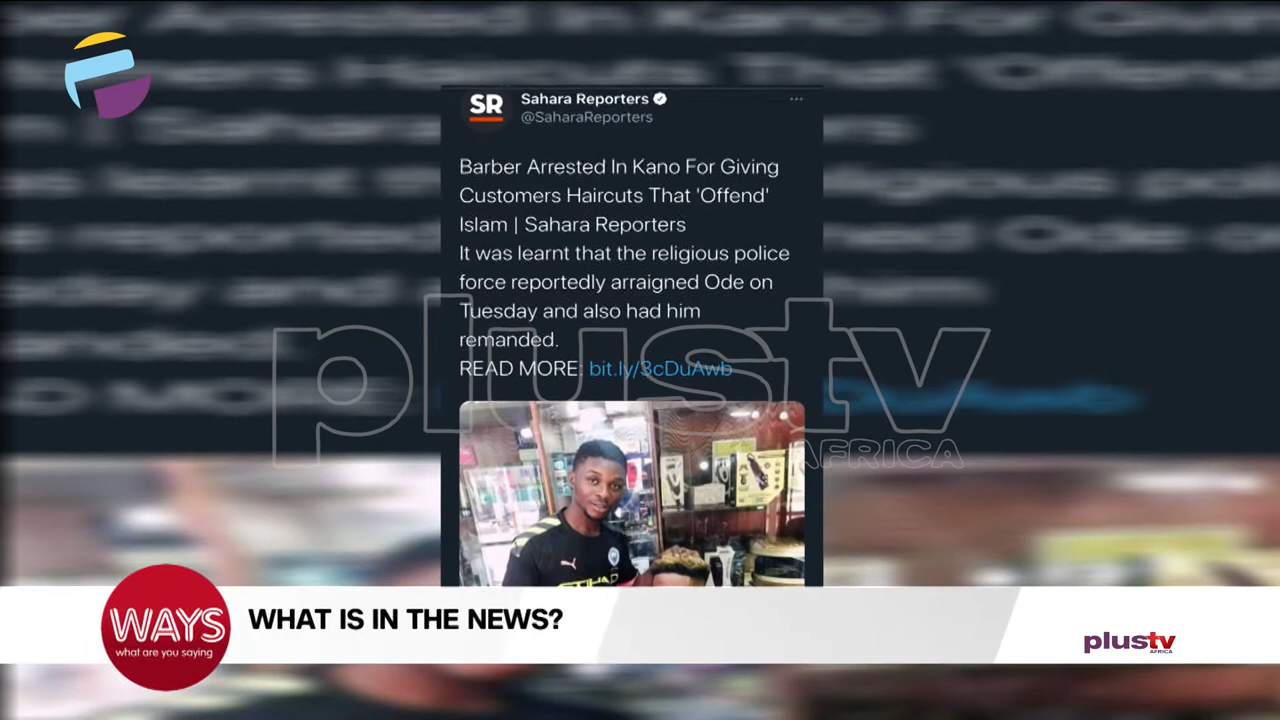 SR
Sahara Reporters
@SaharaReporters
Barber Arrested In Kano For Giving
Customers Haircuts That 'Offend'
Islam | Sahara Reporters
It was learnt that the religious police
force reportedly arraigned Ode on
Tuesday and also had him
remanded.
READ MORE: bit.ly/3cDuAwb
plustv
AFRICA
WAYS
what are you saying
WHAT IS IN THE NEWS?
plustv
AFRICA